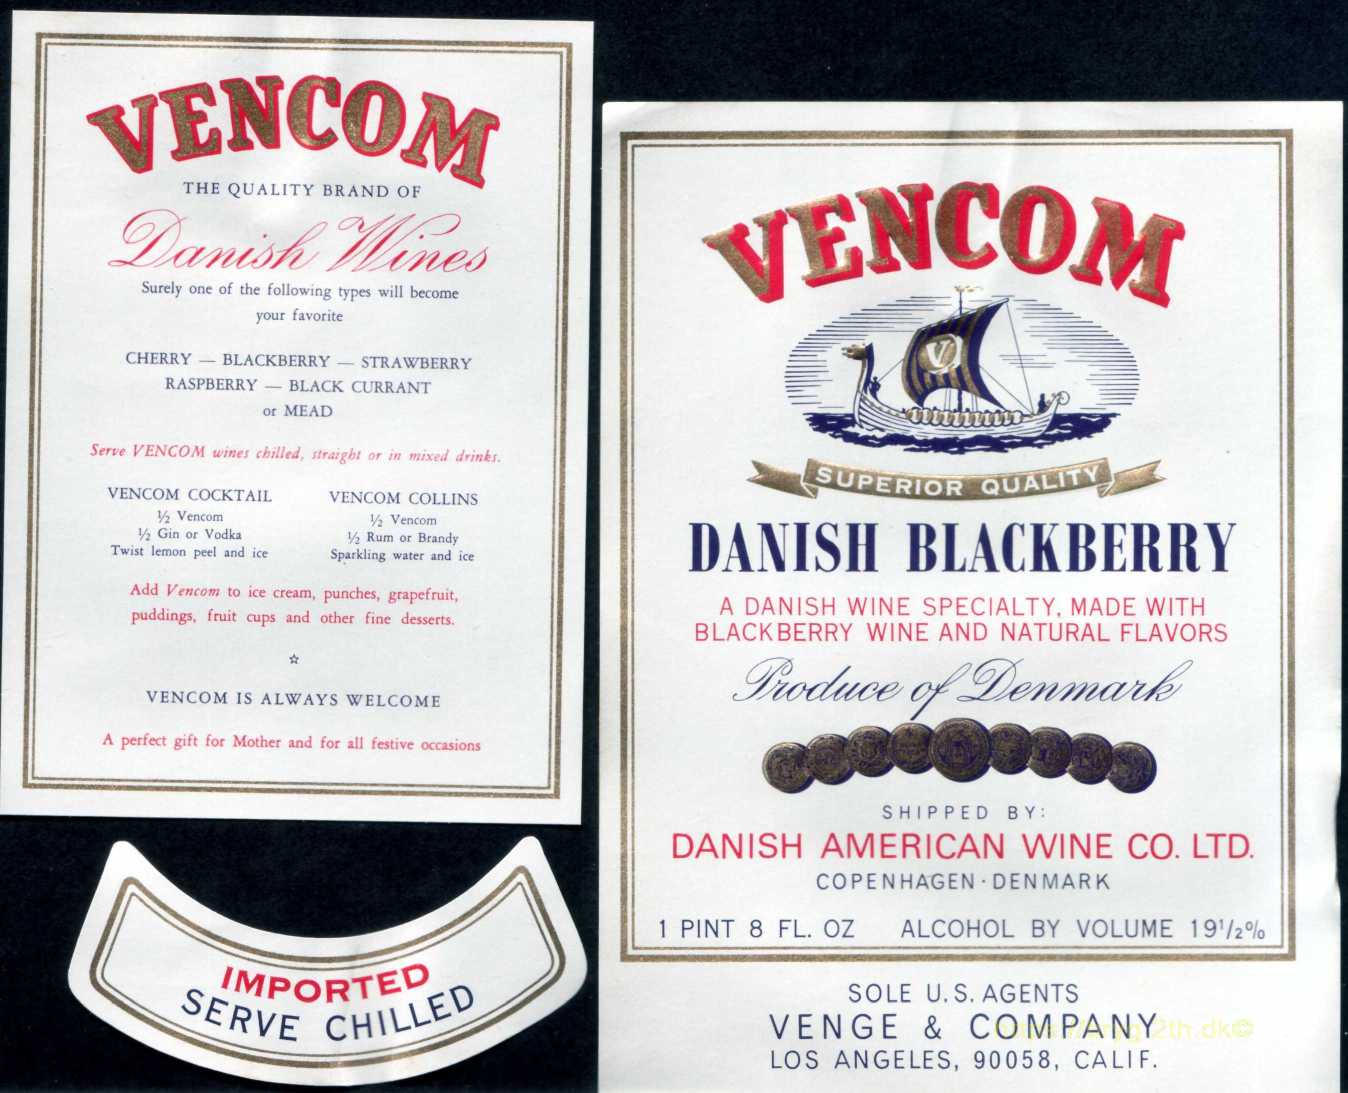 VENCOM
THE QUALITY BRAND OF
Danish Wines
Surely one of the following types will become
your favorite
CHERRY — BLACKBERRY — STRAWBERRY
RASPBERRY — BLACK CURRANT
or MEAD
Serve VENCOM wines chilled, straight or in mixed drinks.
VENCOM COCKTAIL
½ Vencom
½ Gin or Vodka
Twist lemon peel and ice
VENCOM COLLINS
½ Vencom
½ Rum or Brandy
Sparkling water and ice
Add Vencom to ice cream, punches, grapefruit,
puddings, fruit cups and other fine desserts.
☆
VENCOM IS ALWAYS WELCOME
A perfect gift for Mother and for all festive occasions
IMPORTED
SERVE CHILLED
VENCOM
V
SUPERIOR QUALITY
DANISH BLACKBERRY
A DANISH WINE SPECIALTY, MADE WITH
BLACKBERRY WINE AND NATURAL FLAVORS
Produce of Denmark
SHIPPED BY:
DANISH AMERICAN WINE CO. LTD.
COPENHAGEN · DENMARK
1 PINT 8 FL. OZ ALCOHOL BY VOLUME 19½%
SOLE U.S. AGENTS
VENGE & COMPANY
LOS ANGELES, 90058, CALIF.